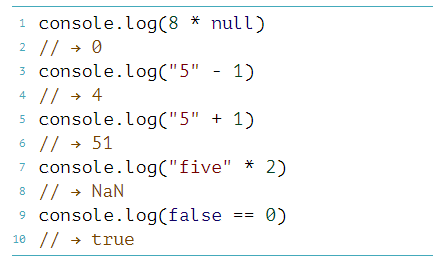 1 console.log(8 * null)
2 // → 0
3 console.log("5" - 1)
4 // → 4
5 console.log("5" + 1)
6 // → 51
7 console.log("five" * 2)
8 // → NaN
9 console.log(false == 0)
10 // → true